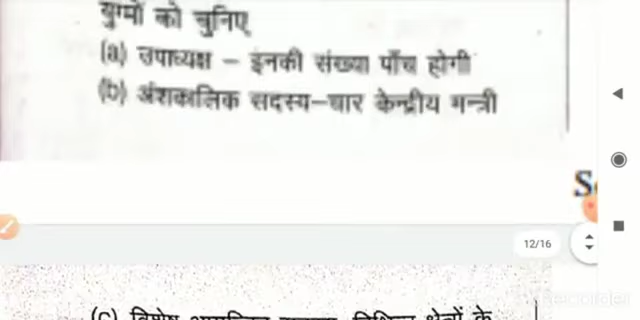 युग्मों को चुनिए
(a) उपाध्यक्ष – इनकी संख्या पाँच होगी
(b) अंशकालिक सदस्य–चार केन्द्रीय मन्त्री
12/16
(c) विशेष